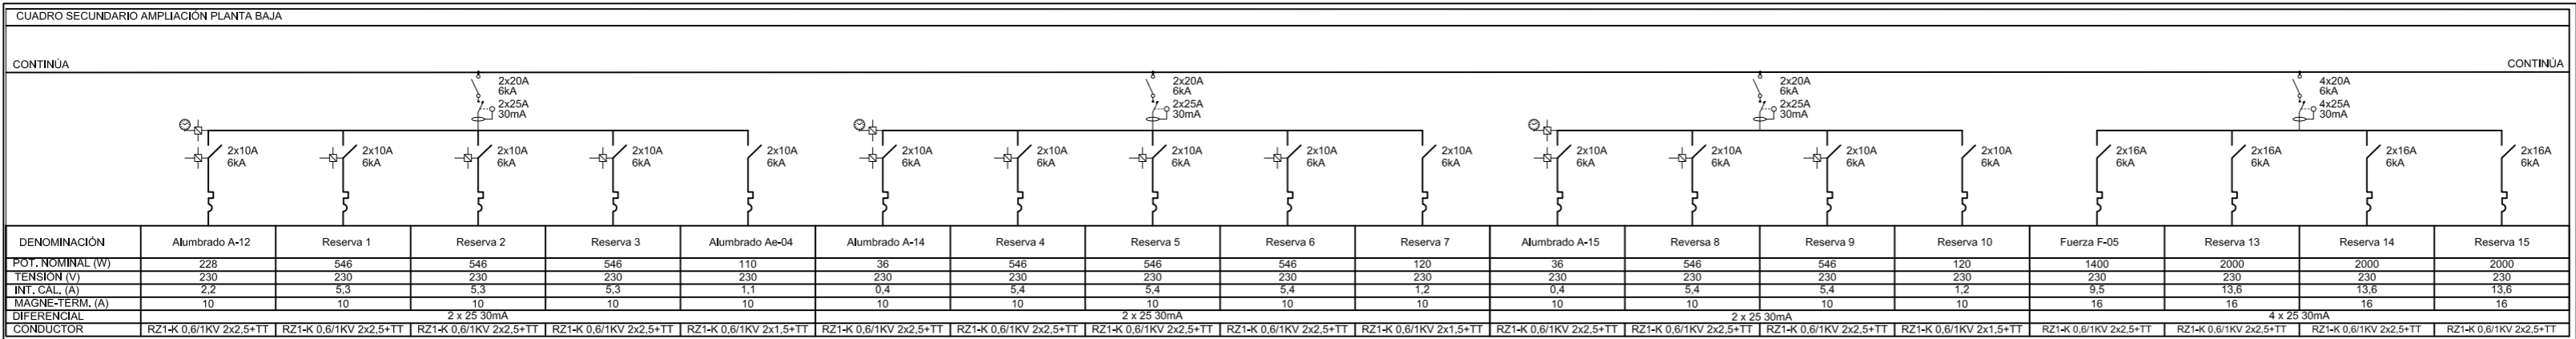 CUADRO SECUNDARIO AMPLIACIÓN PLANTA BAJA
CONTINÚA CONTINÚA
2x20A 2x20A 2x20A 4x20A
6kA 6kA 6kA 6kA
2x25A 2x25A 2x25A 4x25A
30mA 30mA 30mA 30mA
2x10A 2x10A 2x10A 2x10A 2x10A 2x10A 2x10A 2x10A 2x10A 2x10A 2x10A 2x10A 2x10A 2x10A 2x16A 2x16A 2x16A 2x16A
6kA 6kA 6kA 6kA 6kA 6kA 6kA 6kA 6kA 6kA 6kA 6kA 6kA 6kA 6kA 6kA 6kA 6kA
DENOMINACIÓN Alumbrado A-12 Reserva 1 Reserva 2 Reserva 3 Alumbrado Ae-04 Alumbrado A-14 Reserva 4 Reserva 5 Reserva 6 Reserva 7 Alumbrado A-15 Reversa 8 Reserva 9 Reserva 10 Fuerza F-05 Reserva 13 Reserva 14 Reserva 15
POT. NOMINAL (W) 228 546 546 546 110 36 546 546 546 120 36 546 546 120 1400 2000 2000 2000
TENSIÓN (V) 230 230 230 230 230 230 230 230 230 230 230 230 230 230 230 230 230 230
INT. CAL. (A) 2,2 5,3 5,3 5,3 1,1 0,4 5,4 5,4 5,4 1,2 0,4 5,4 5,4 1,2 9,5 13,6 13,6 13,6
MAGNE-TERM. (A) 10 10 10 10 10 10 10 10 10 10 10 10 10 10 16 16 16 16
DIFERENCIAL 2 x 25 30mA 2 x 25 30mA 2 x 25 30mA 4 x 25 30mA
CONDUCTOR RZ1-K 0,6/1KV 2x2,5+TT RZ1-K 0,6/1KV 2x2,5+TT RZ1-K 0,6/1KV 2x2,5+TT RZ1-K 0,6/1KV 2x2,5+TT RZ1-K 0,6/1KV 2x1,5+TT RZ1-K 0,6/1KV 2x2,5+TT RZ1-K 0,6/1KV 2x2,5+TT RZ1-K 0,6/1KV 2x2,5+TT RZ1-K 0,6/1KV 2x2,5+TT RZ1-K 0,6/1KV 2x1,5+TT RZ1-K 0,6/1KV 2x2,5+TT RZ1-K 0,6/1KV 2x2,5+TT RZ1-K 0,6/1KV 2x2,5+TT RZ1-K 0,6/1KV 2x1,5+TT RZ1-K 0,6/1KV 2x2,5+TT RZ1-K 0,6/1KV 2x2,5+TT RZ1-K 0,6/1KV 2x2,5+TT RZ1-K 0,6/1KV 2x2,5+TT